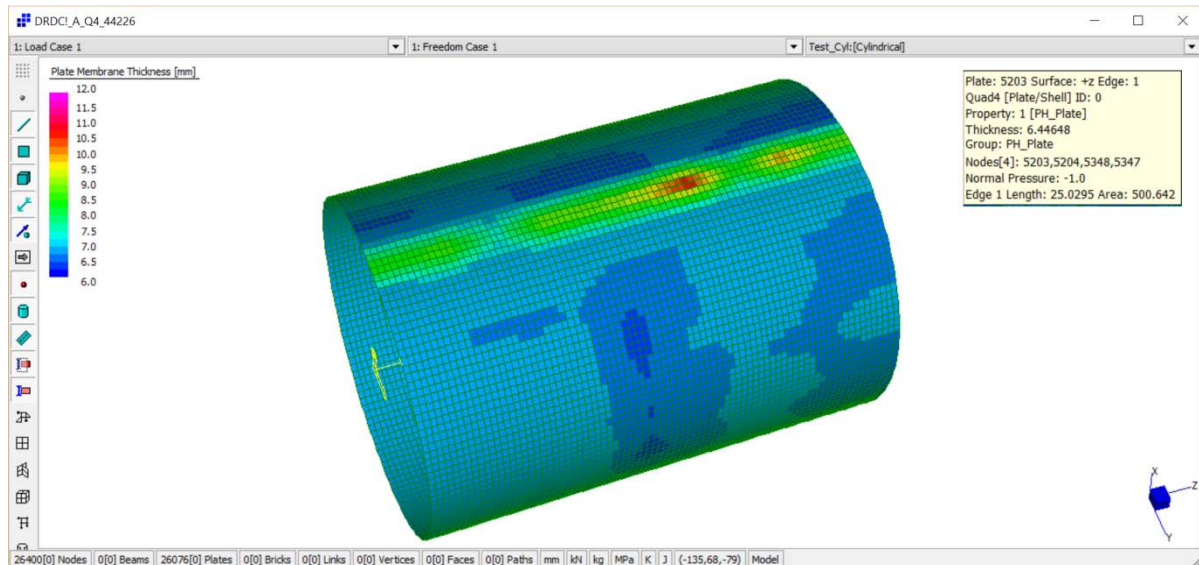 DRDC!_A_Q4_44226
1: Load Case 1
1: Freedom Case 1
Test_Cyl:[Cylindrical]
Plate Membrane Thickness [mm]
12.0
11.5
11.0
10.5
10.0
9.5
9.0
8.5
8.0
7.5
7.0
6.5
6.0
Plate: 5203 Surface: +z Edge: 1
Quad4 [Plate/Shell] ID: 0
Property: 1 [PH_Plate]
Thickness: 6.44648
Group: PH_Plate
Nodes[4]: 5203,5204,5348,5347
Normal Pressure: -1.0
Edge 1 Length: 25.0295 Area: 500.642
X
Z
Y
26400[0] Nodes 0[0] Beams 26076[0] Plates 0[0] Bricks 0[0] Links 0[0] Vertices 0[0] Faces 0[0] Paths mm kN kg MPa K J (-135,68,-79) Model